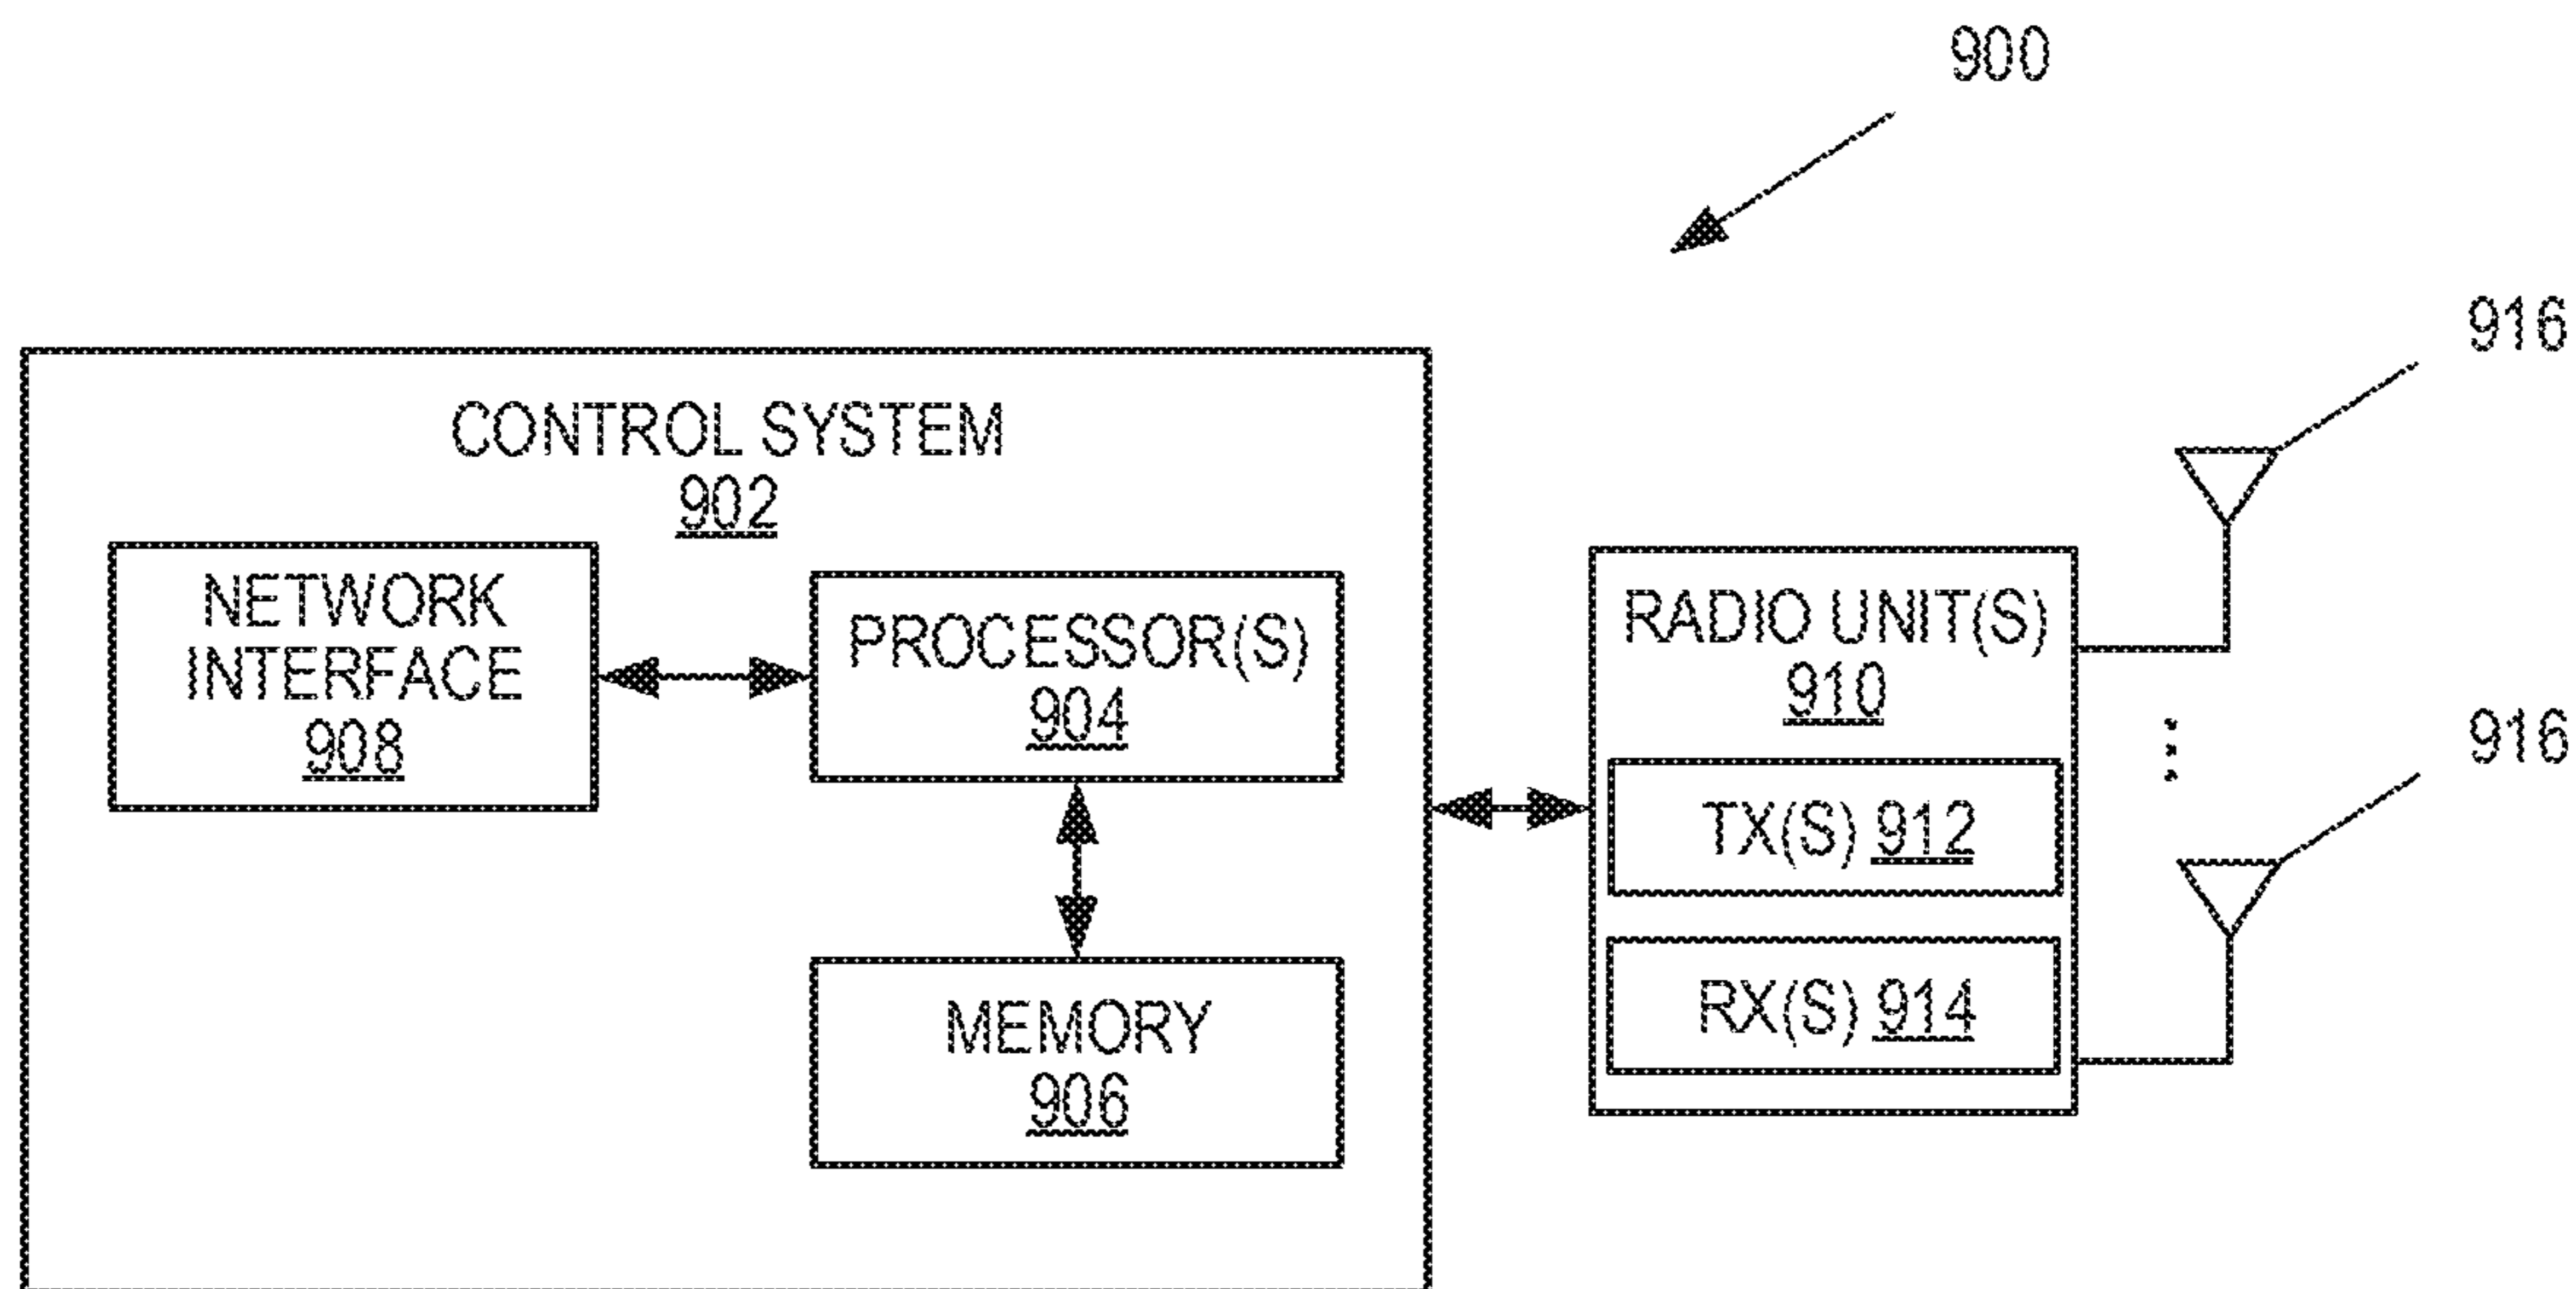 900
916
CONTROL SYSTEM
902
NETWORK
INTERFACE
908
PROCESSOR(S)
904
MEMORY
906
RADIO UNIT(S)
910
TX(S) 912
RX(S) 914
916